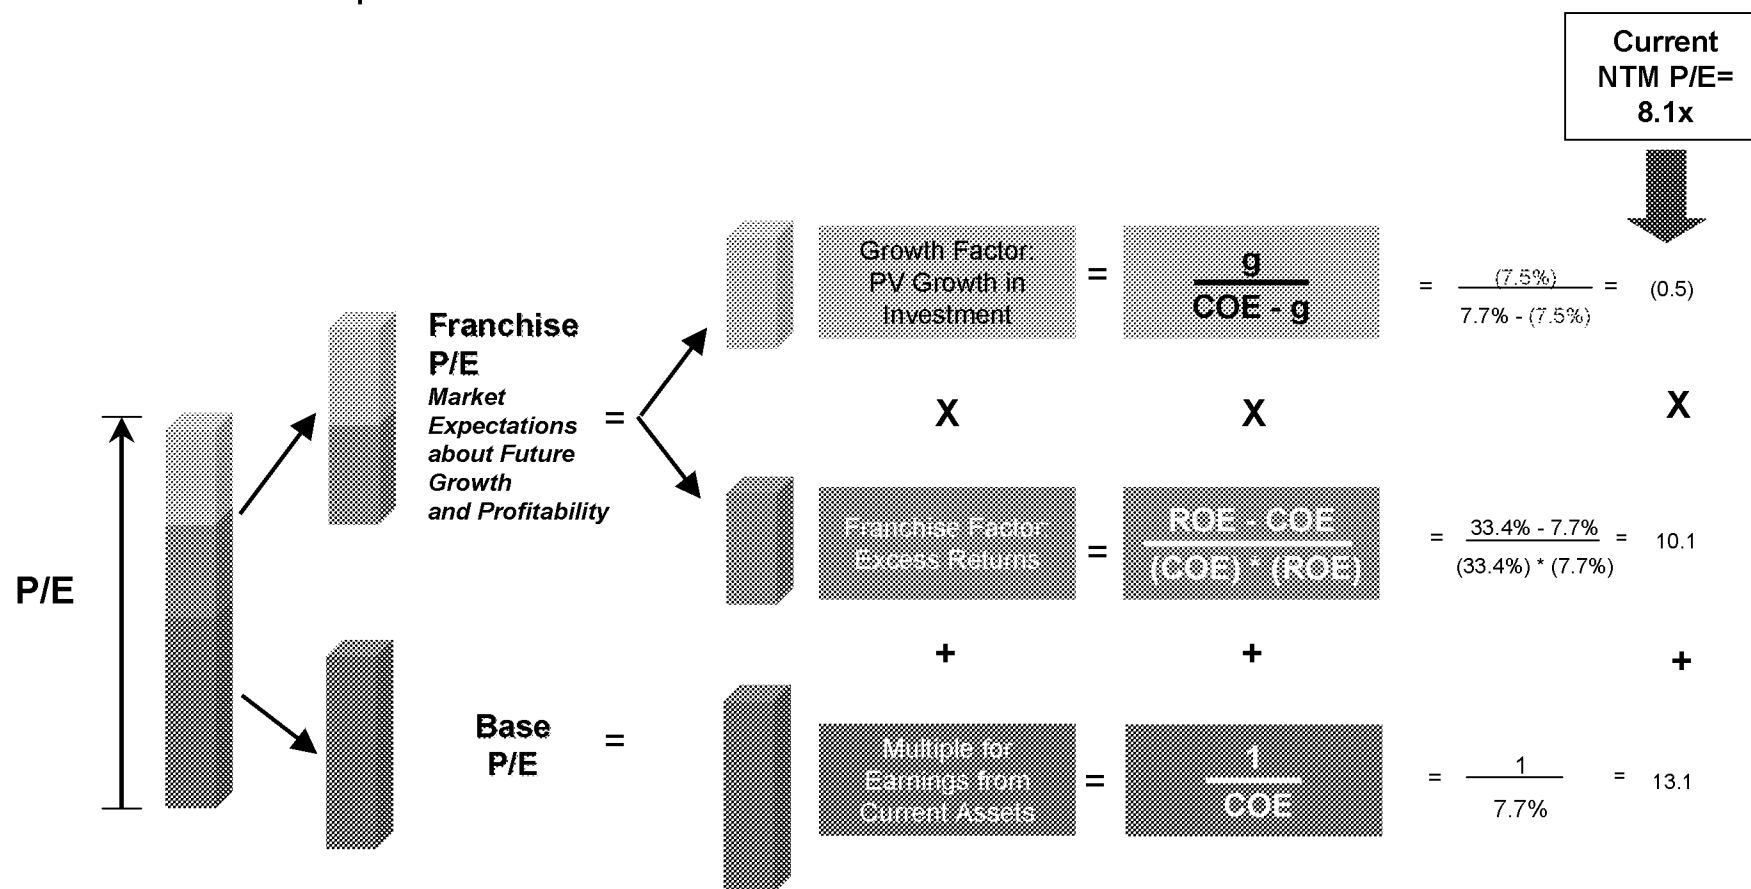 Current
NTM P/E=
8.1x
Growth Factor:
PV Growth in
Investment
=
g
COE - g
=
(7.5%)
7.7% - (7.5%)
=
(0.5)
Franchise
P/E
Market
Expectations
about Future
Growth
and Profitability
=
X
X
X
Franchise Factor
Excess Returns
=
ROE - COE
(COE) * (ROE)
=
33.4% - 7.7%
(33.4%) * (7.7%)
=
10.1
P/E
+
+
+
Base
P/E
=
Multiple for
Earnings from
Current Assets
=
1
COE
=
1
7.7%
=
13.1